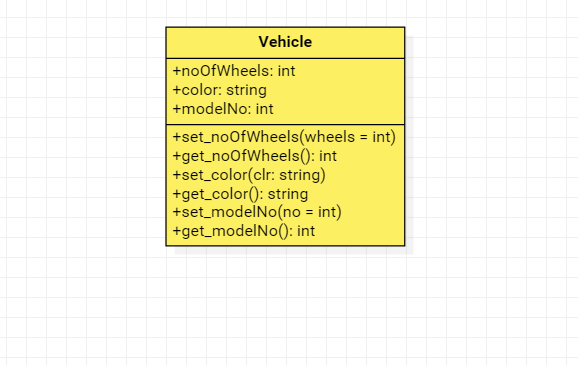 Vehicle
+noOfWheels: int
+color: string
+modelNo: int
+set_noOfWheels(wheels = int)
+get_noOfWheels(): int
+set_color(clr: string)
+get_color(): string
+set_modelNo(no = int)
+get_modelNo(): int